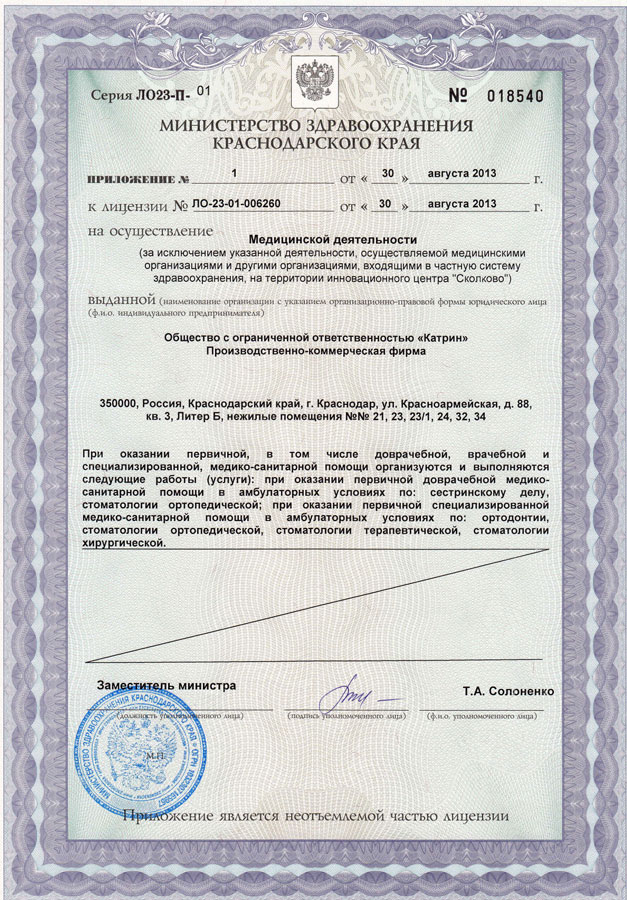 Серия ЛО23-П- 01 № 018540
МИНИСТЕРСТВО ЗДРАВООХРАНЕНИЯ
КРАСНОДАРСКОГО КРАЯ
ПРИЛОЖЕНИЕ № 1 от « 30 » августа 2013 г.
к лицензии № ЛО-23-01-006260 от « 30 » августа 2013 г.
на осуществление
Медицинской деятельности
(за исключением указанной деятельности, осуществляемой медицинскими
организациями и другими организациями, входящими в частную систему
здравоохранения, на территории инновационного центра "Сколково")
выданной (наименование организации с указанием организационно-правовой формы юридического лица
(ф.и.о. индивидуального предпринимателя)
Общество с ограниченной ответственностью «Катрин»
Производственно-коммерческая фирма
350000, Россия, Краснодарский край, г. Краснодар, ул. Красноармейская, д. 88,
кв. 3, Литер Б, нежилые помещения №№ 21, 23, 23/1, 24, 32, 34
При оказании первичной, в том числе доврачебной, врачебной и
специализированной, медико-санитарной помощи организуются и выполняются
следующие работы (услуги): при оказании первичной доврачебной медико-
санитарной помощи в амбулаторных условиях по: сестринскому делу,
стоматологии ортопедической; при оказании первичной специализированной
медико-санитарной помощи в амбулаторных условиях по: ортодонтии,
стоматологии ортопедической, стоматологии терапевтической, стоматологии
хирургической.
Заместитель министра Т.А. Солоненко
(должность уполномоченного лица) (подпись уполномоченного лица) (ф.и.о. уполномоченного лица)
МИНИСТЕРСТВО ЗДРАВООХРАНЕНИЯ КРАСНОДАРСКОГО КРАЯ
М.П.
Приложение является неотъемлемой частью лицензии